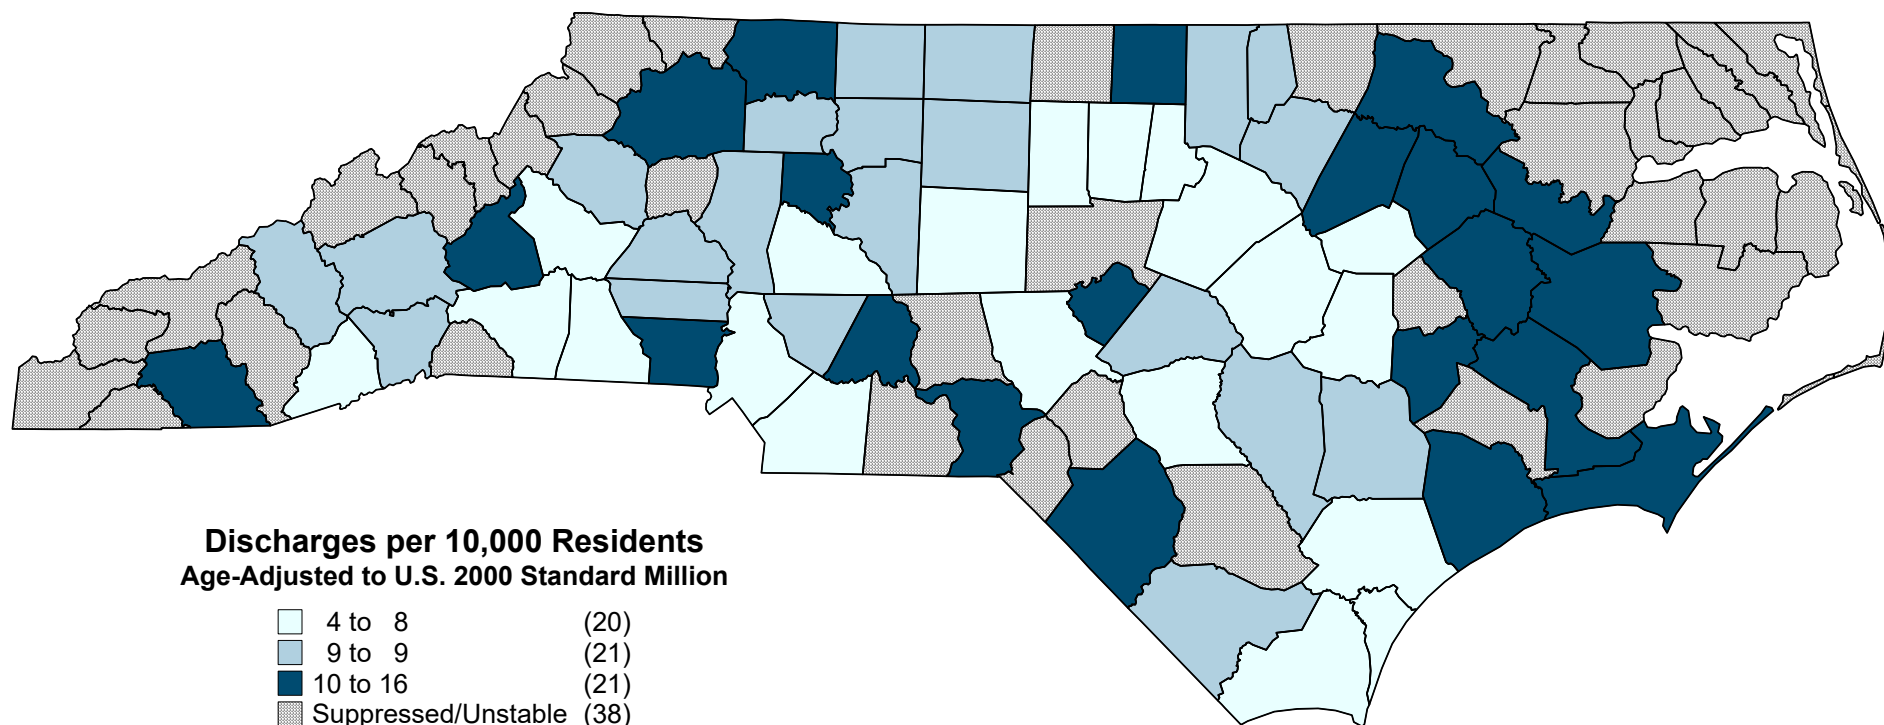 Discharges per 10,000 Residents
Age-Adjusted to U.S. 2000 Standard Million
4 to 8 (20)
9 to 9 (21)
10 to 16 (21)
Suppressed/Unstable (38)